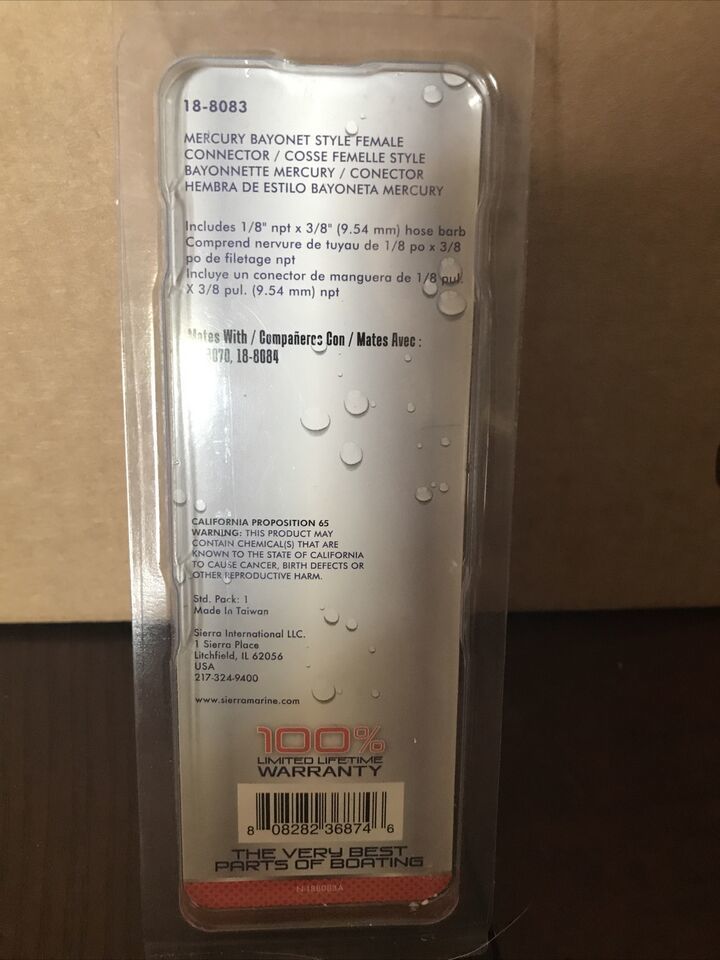 18-8083
MERCURY BAYONET STYLE FEMALE
CONNECTOR / COSSE FEMELLE STYLE
BAYONNETTE MERCURY / CONECTOR
HEMBRA DE ESTILO BAYONETA MERCURY
Includes 1/8" npt x 3/8" (9.54 mm) hose barb
Comprend nervure de tuyau de 1/8 po x 3/8
po de filetage npt
Incluye un conector de manguera de 1/8 pul.
X 3/8 pul. (9.54 mm) npt
Mates With / Compañeros Con / Mates Avec :
8070, 18-8084
CALIFORNIA PROPOSITION 65
WARNING: THIS PRODUCT MAY
CONTAIN CHEMICAL(S) THAT ARE
KNOWN TO THE STATE OF CALIFORNIA
TO CAUSE CANCER, BIRTH DEFECTS OR
OTHER REPRODUCTIVE HARM.
Std. Pack: 1
Made In Taiwan
Sierra International LLC.
1 Sierra Place
Litchfield, IL 62056
USA
217-324-9400
www.sierramarine.com
100%
LIMITED LIFETIME
WARRANTY
8 08282 36874 6
THE VERY BEST
PARTS OF BOATING